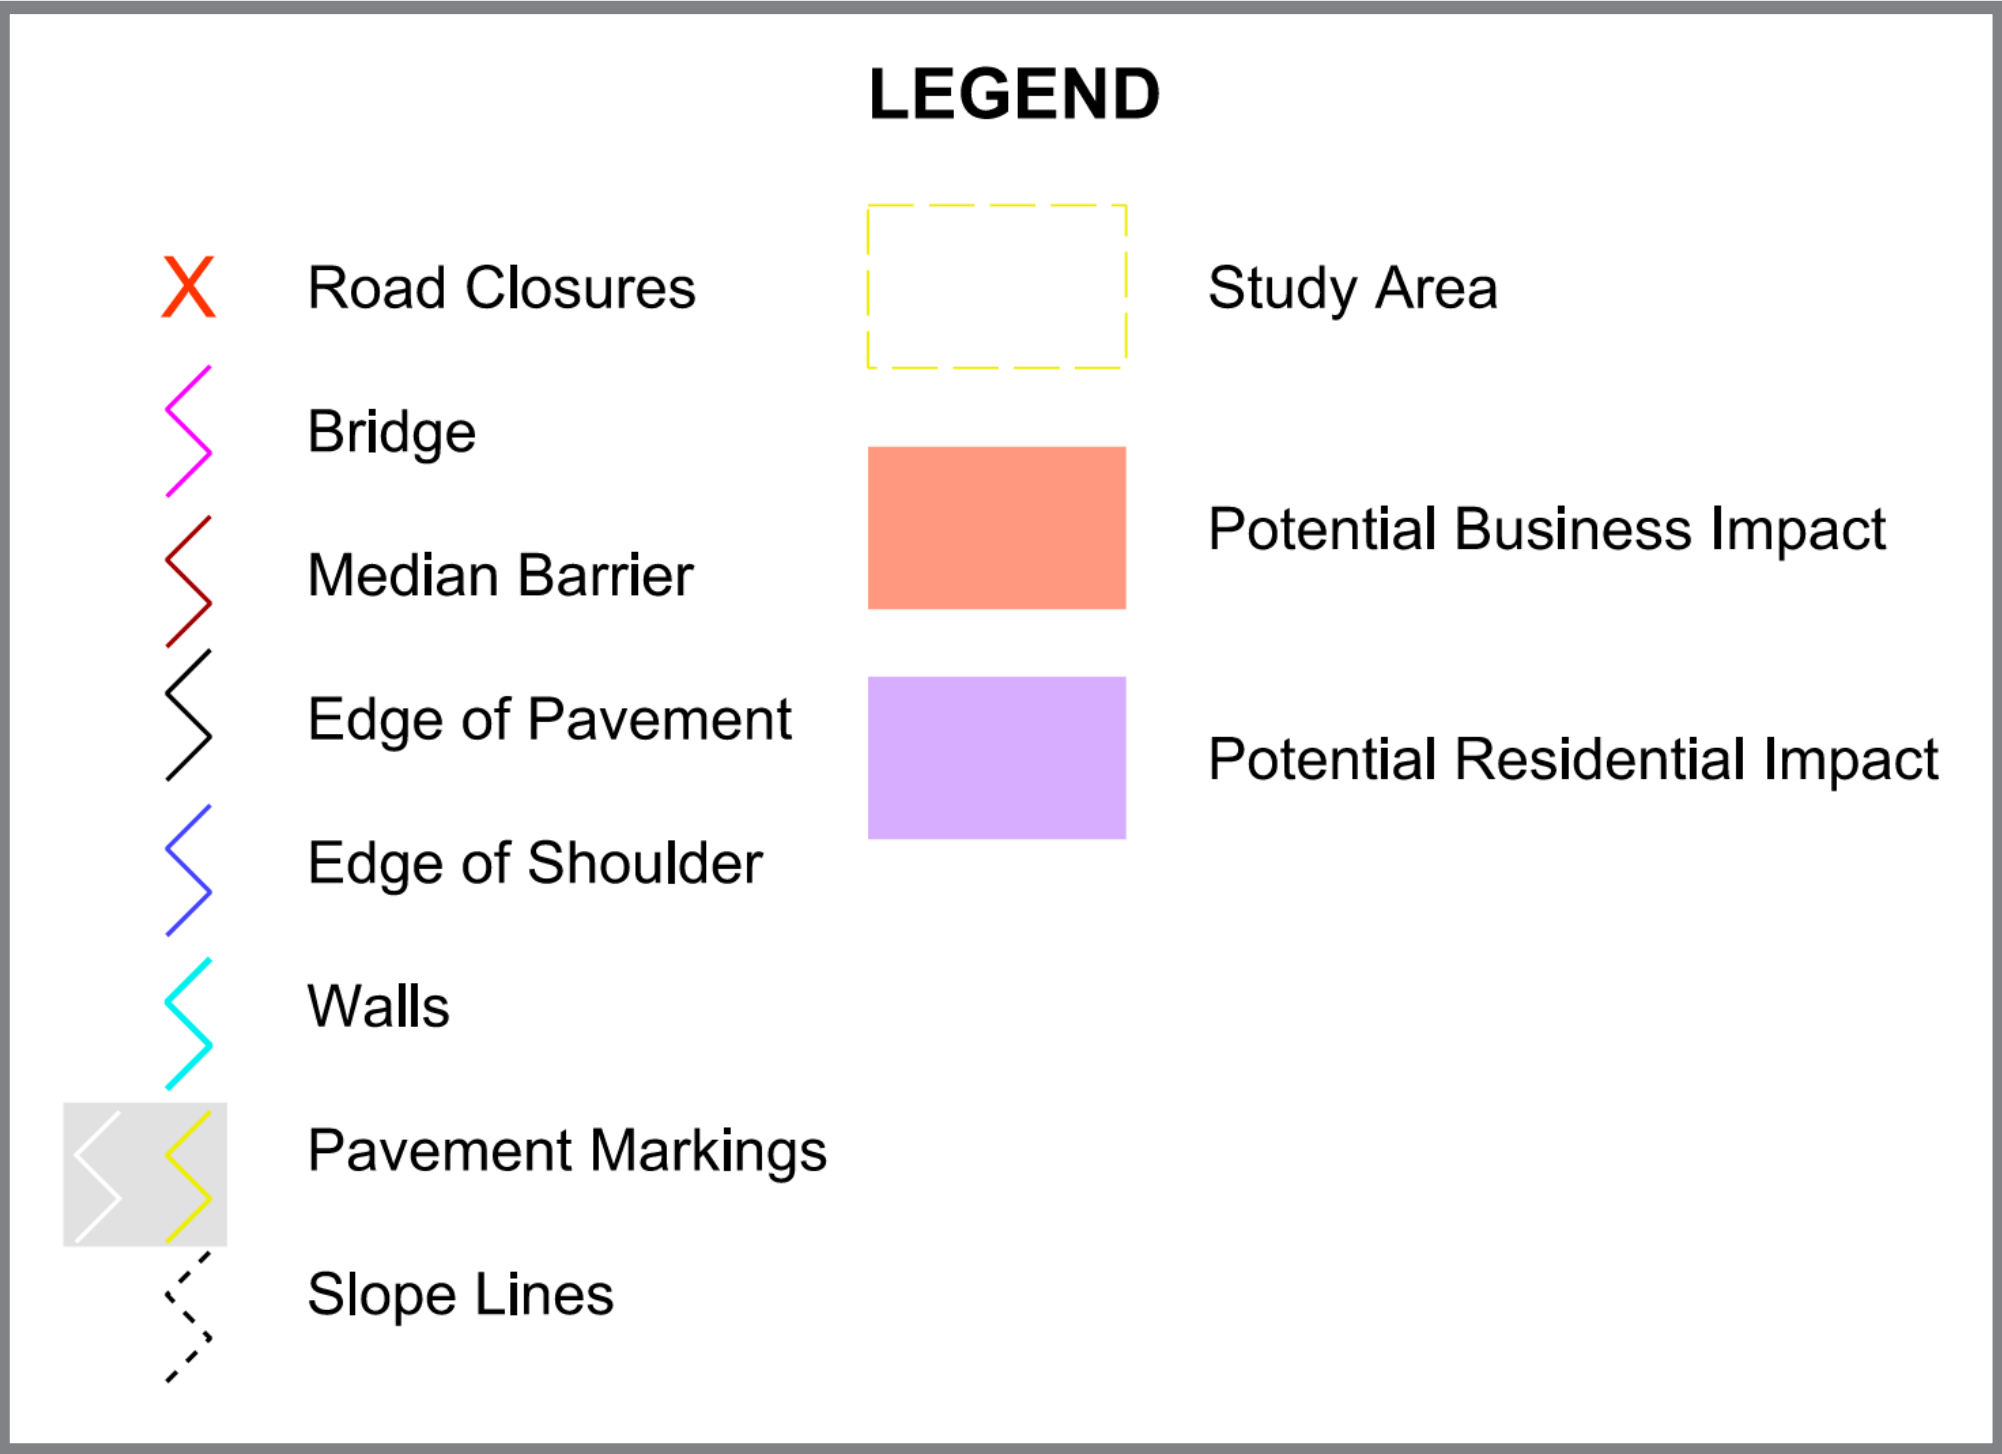 LEGEND
X Road Closures
Bridge
Median Barrier
Edge of Pavement
Edge of Shoulder
Walls
Pavement Markings
Slope Lines
Study Area
Potential Business Impact
Potential Residential Impact